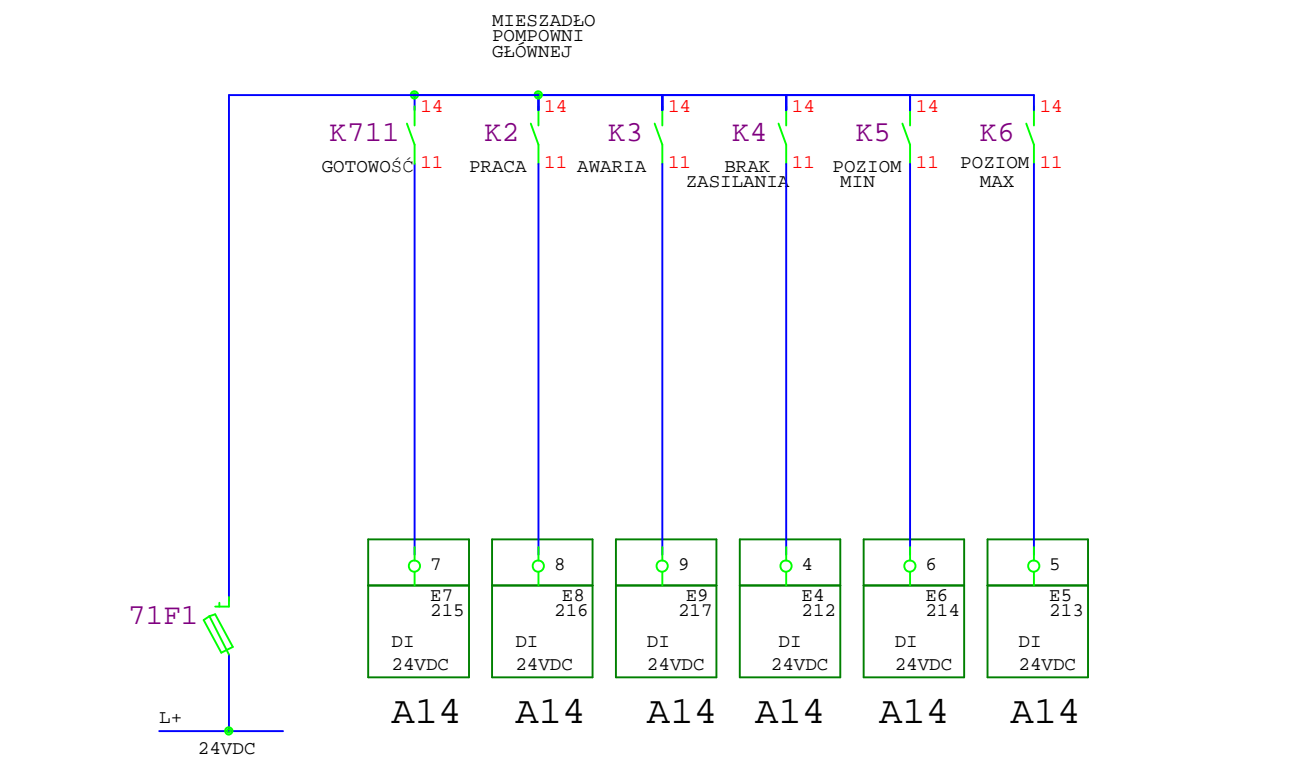 MIESZADŁO
POMPOWNI
GŁÓWNEJ
14 14 14 14 14 14
K711 K2 K3 K4 K5 K6
GOTOWOŚĆ 11 PRACA 11 AWARIA 11 BRAK 11 POZIOM 11 POZIOM 11
ZASILANIA MIN MAX
7 8 9 4 6 5
E7 E8 E9 E4 E6 E5
215 216 217 212 214 213
71F1
DI DI DI DI DI DI
24VDC 24VDC 24VDC 24VDC 24VDC 24VDC
A14 A14 A14 A14 A14 A14
L+
24VDC